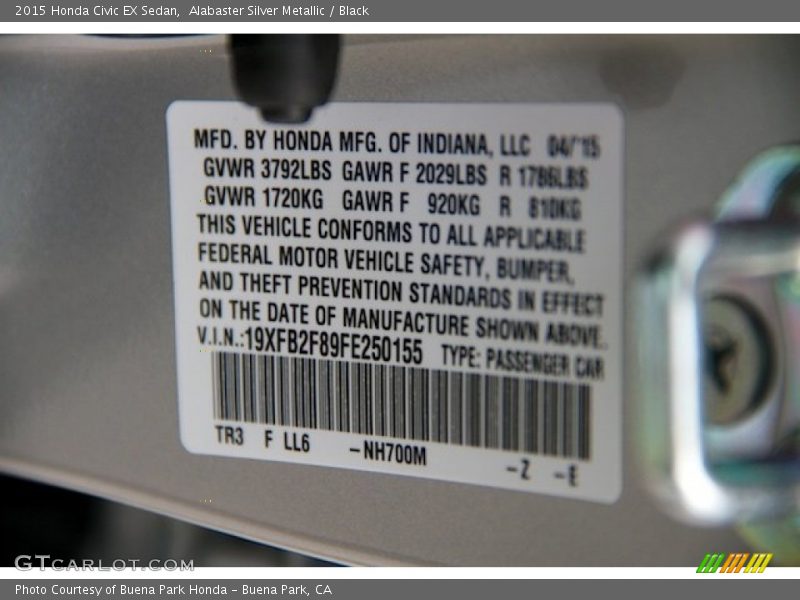 2015 Honda Civic EX Sedan,  Alabaster Silver Metallic / Black
MFD. BY HONDA MFG. OF INDIANA, LLC 04/15
GVWR 3792LBS GAWR F 2029LBS R 1786LBS
GVWR 1720KG GAWR F 920KG R 810KG
THIS VEHICLE CONFORMS TO ALL APPLICABLE
FEDERAL MOTOR VEHICLE SAFETY, BUMPER,
AND THEFT PREVENTION STANDARDS IN EFFECT
ON THE DATE OF MANUFACTURE SHOWN ABOVE.
V.I.N.:19XFB2F89FE250155 TYPE: PASSENGER CAR
TR3 F LL6 -NH700M -Z -E
GTCARLOT.COM
Photo Courtesy of Buena Park Honda - Buena Park, CA